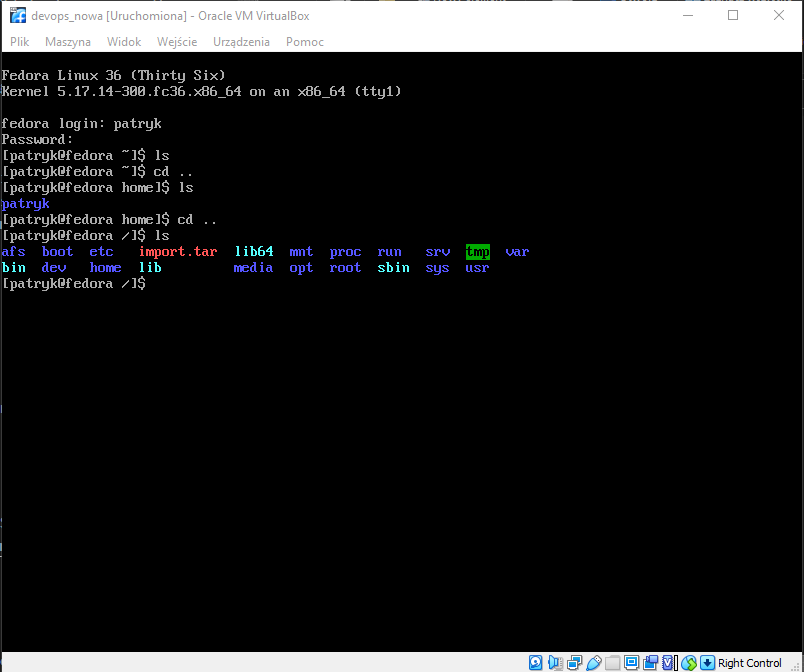 devops_nowa [Uruchomiona] - Oracle VM VirtualBox
Plik Maszyna Widok Wejście Urządzenia Pomoc
Fedora Linux 36 (Thirty Six)
Kernel 5.17.14-300.fc36.x86_64 on an x86_64 (tty1)
fedora login: patryk
Password:
[patryk@fedora ~]$ ls
[patryk@fedora ~]$ cd ..
[patryk@fedora home]$ ls
patryk
[patryk@fedora home]$ cd ..
[patryk@fedora /]$ ls
afs boot etc import.tar lib64 mnt proc run srv tmp var
bin dev home lib media opt root sbin sys usr
[patryk@fedora /]$
Right Control